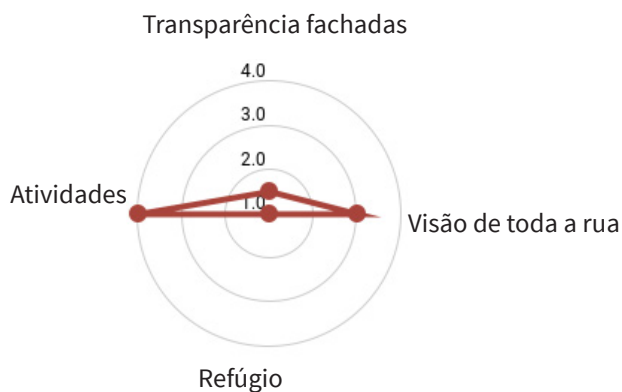 Transparência fachadas
4.0
3.0
2.0
1.0
Atividades
Visão de toda a rua
Refúgio